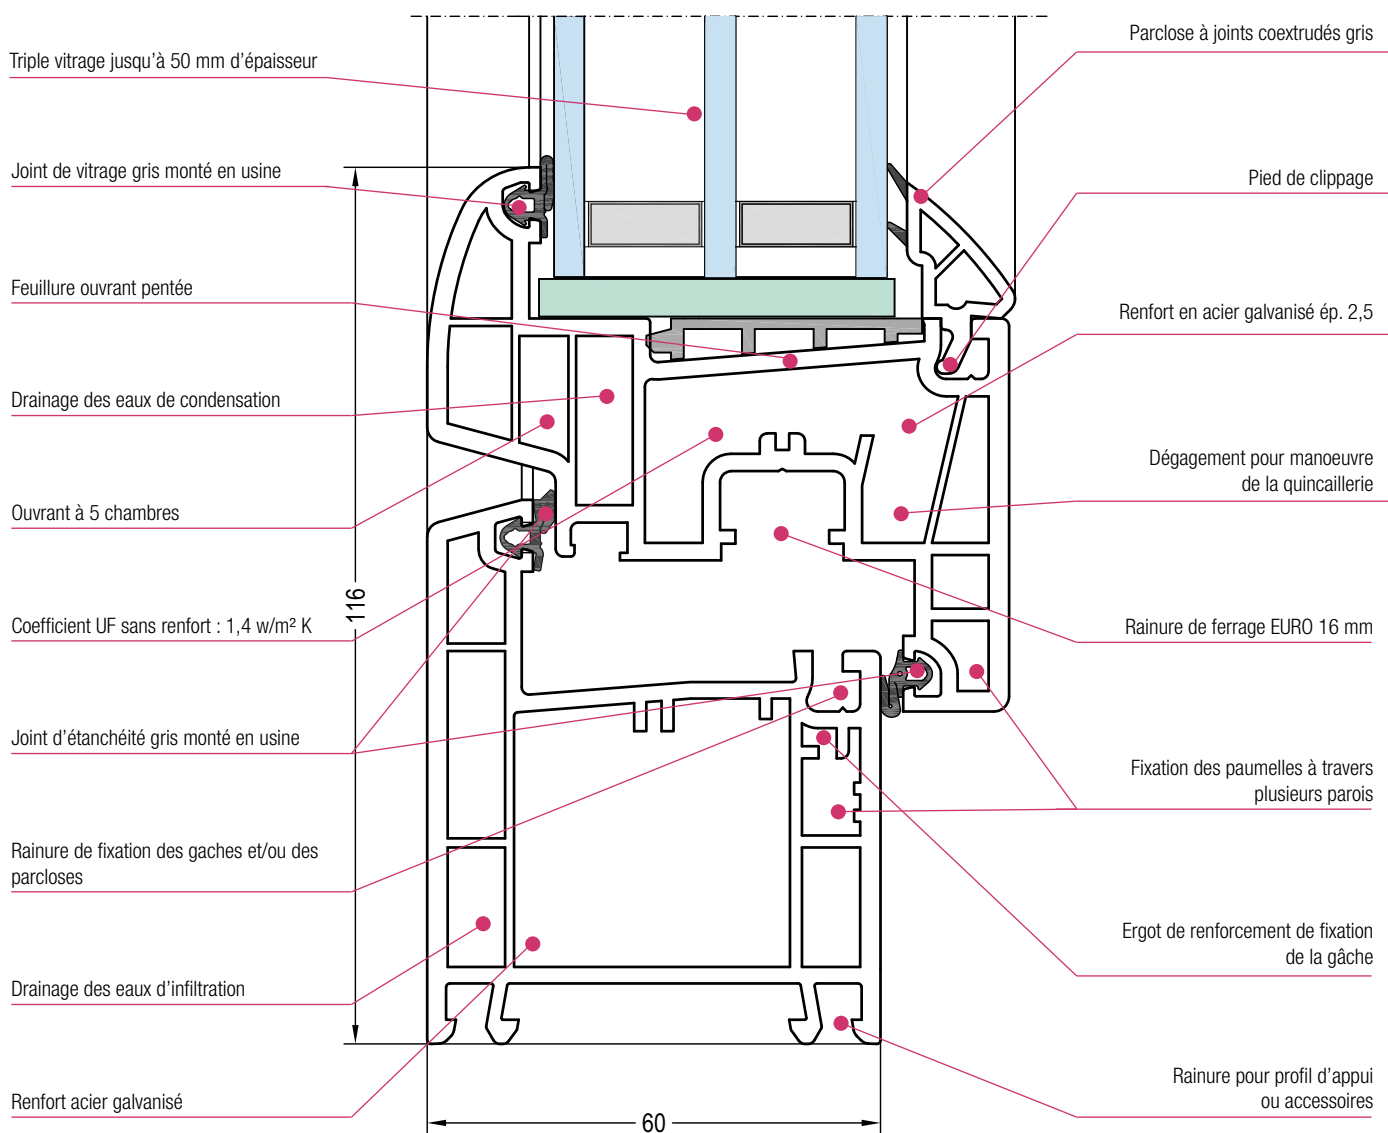 Triple vitrage jusqu'à 50 mm d'épaisseur
Joint de vitrage gris monté en usine
Feuillure ouvrant pentée
Drainage des eaux de condensation
Ouvrant à 5 chambres
Coefficient UF sans renfort : 1,4 w/m² K
Joint d'étanchéité gris monté en usine
Rainure de fixation des gaches et/ou des
parcloses
Drainage des eaux d'infiltration
Renfort acier galvanisé
116
60
Parclose à joints coextrudés gris
Pied de clippage
Renfort en acier galvanisé ép. 2,5
Dégagement pour manoeuvre
de la quincaillerie
Rainure de ferrage EURO 16 mm
Fixation des paumelles à travers
plusieurs parois
Ergot de renforcement de fixation
de la gâche
Rainure pour profil d'appui
ou accessoires